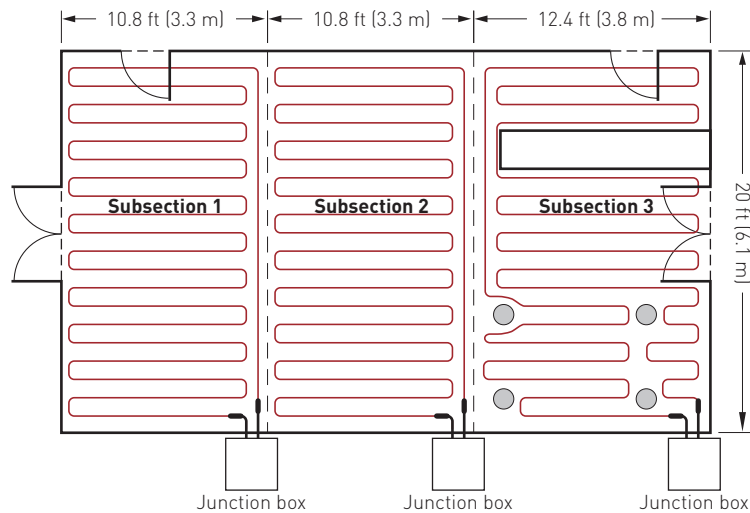 10.8 ft (3.3 m)
10.8 ft (3.3 m)
12.4 ft (3.8 m)
Subsection 1
Subsection 2
Subsection 3
20 ft (6.1 m)
Junction box
Junction box
Junction box